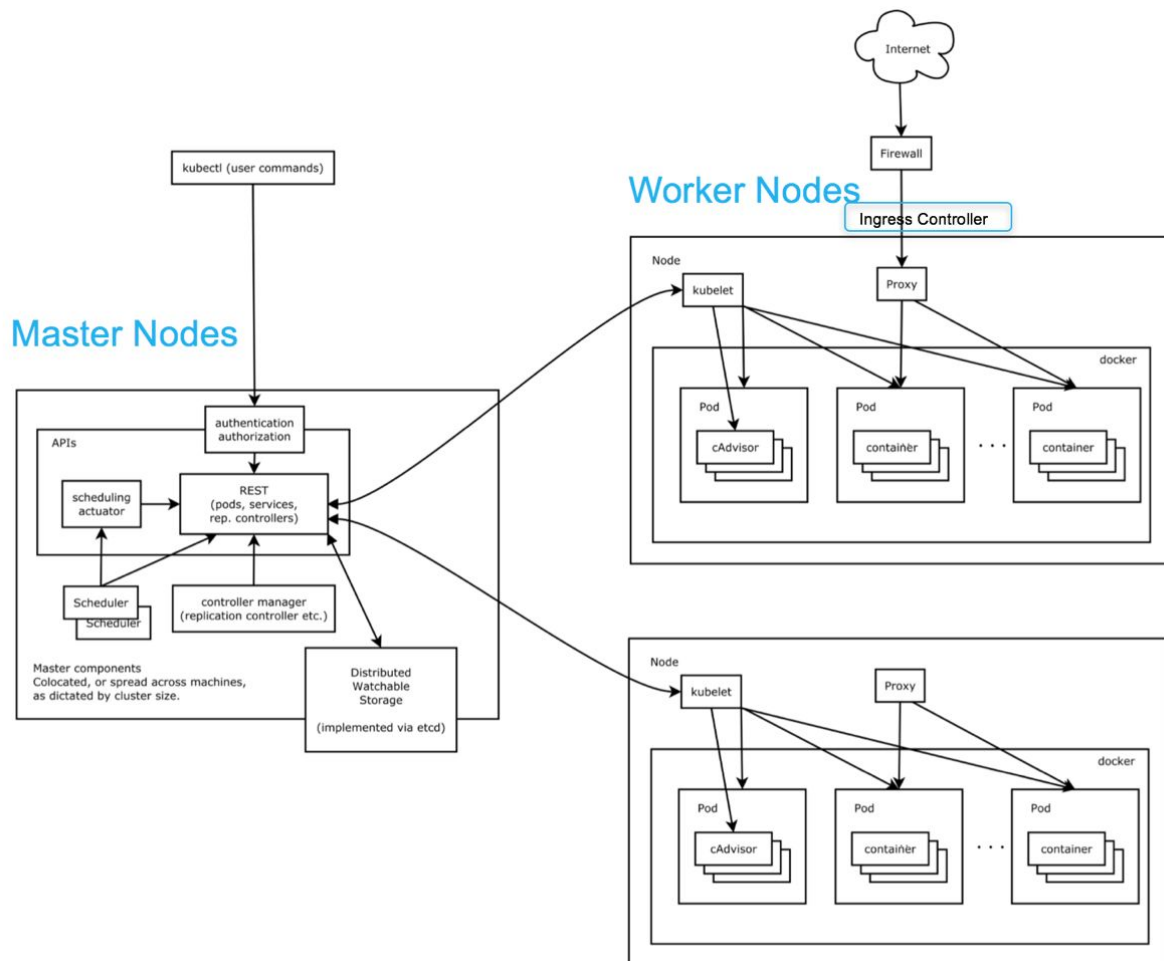 Internet
kubectl (user commands)
Firewall
Worker Nodes
Ingress Controller
Master Nodes
authentication
authorization
APIs
REST
(pods, services,
rep. controllers)
scheduling
actuator
Scheduler
Scheduler
controller manager
(replication controller etc.)
Master components
Colocated, or spread across machines,
as dictated by cluster size.
Distributed
Watchable
Storage
(implemented via etcd)
Node
kubelet
Proxy
docker
Pod
Pod
Pod
cAdvisor
container
. . .
container
Node
kubelet
Proxy
docker
Pod
Pod
Pod
cAdvisor
container
. . .
container